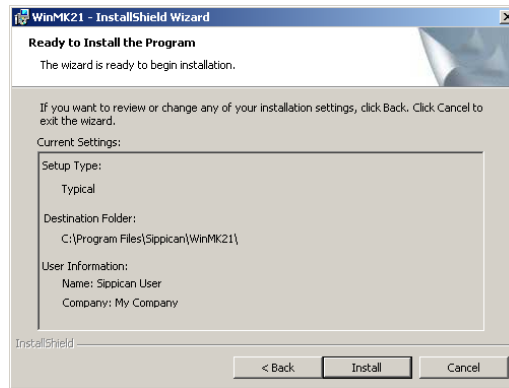 WinMK21 - InstallShield Wizard
Ready to Install the Program
The wizard is ready to begin installation.
If you want to review or change any of your installation settings, click Back. Click Cancel to
exit the wizard.
Current Settings:
Setup Type:
Typical
Destination Folder:
C:\Program Files\Sippican\WinMK21\
User Information:
Name: Sippican User
Company: My Company
InstallShield
< Back
Install
Cancel